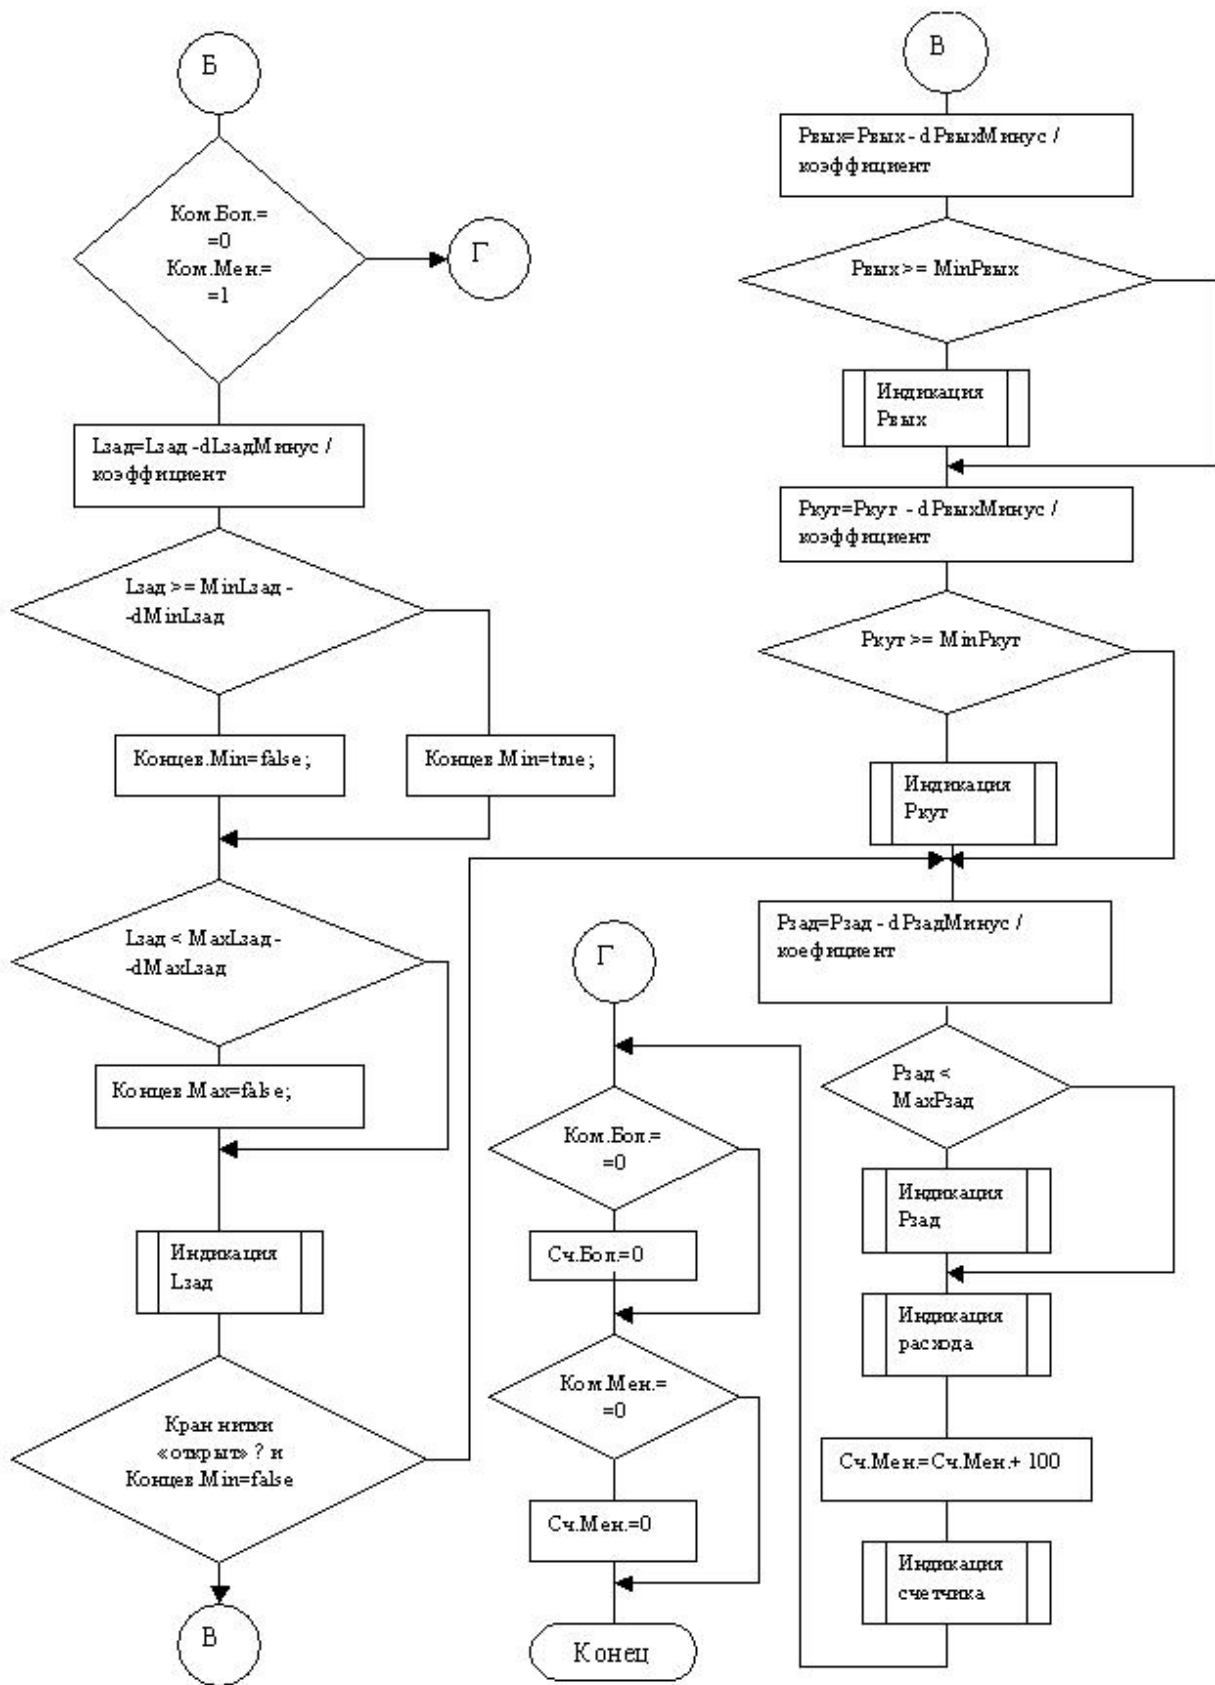 Б
Ком.Бол.=
=0
Ком.Мен.=
=1
Г
Lзад=Lзад -dLзадМинус /
коэффициент
Lзад >= MinLзад -
-dMinLзад
Концев.Min=false;
Концев.Min=true;
Lзад < MaxLзад -
-dMaxLзад
Концев.Max=false;
Индикация
Lзад
Кран нитки
«открыт» ? и
Концев.Min=false
В
Г
Ком.Бол.=
=0
Сч.Бол.=0
Ком.Мен.=
=0
Сч.Мен.=0
Конец
В
Рвых=Рвых - dРвыхМинус /
коэффициент
Рвых >= MinРвых
Индикация
Рвых
Ркут=Ркут - dРвыхМинус /
коэффициент
Ркут >= MinРкут
Индикация
Ркут
Рзад=Рзад - dРзадМинус /
коефициент
Рзад <
MaxРзад
Индикация
Рзад
Индикация
расхода
Сч.Мен.=Сч.Мен.+ 100
Индикация
счетчика